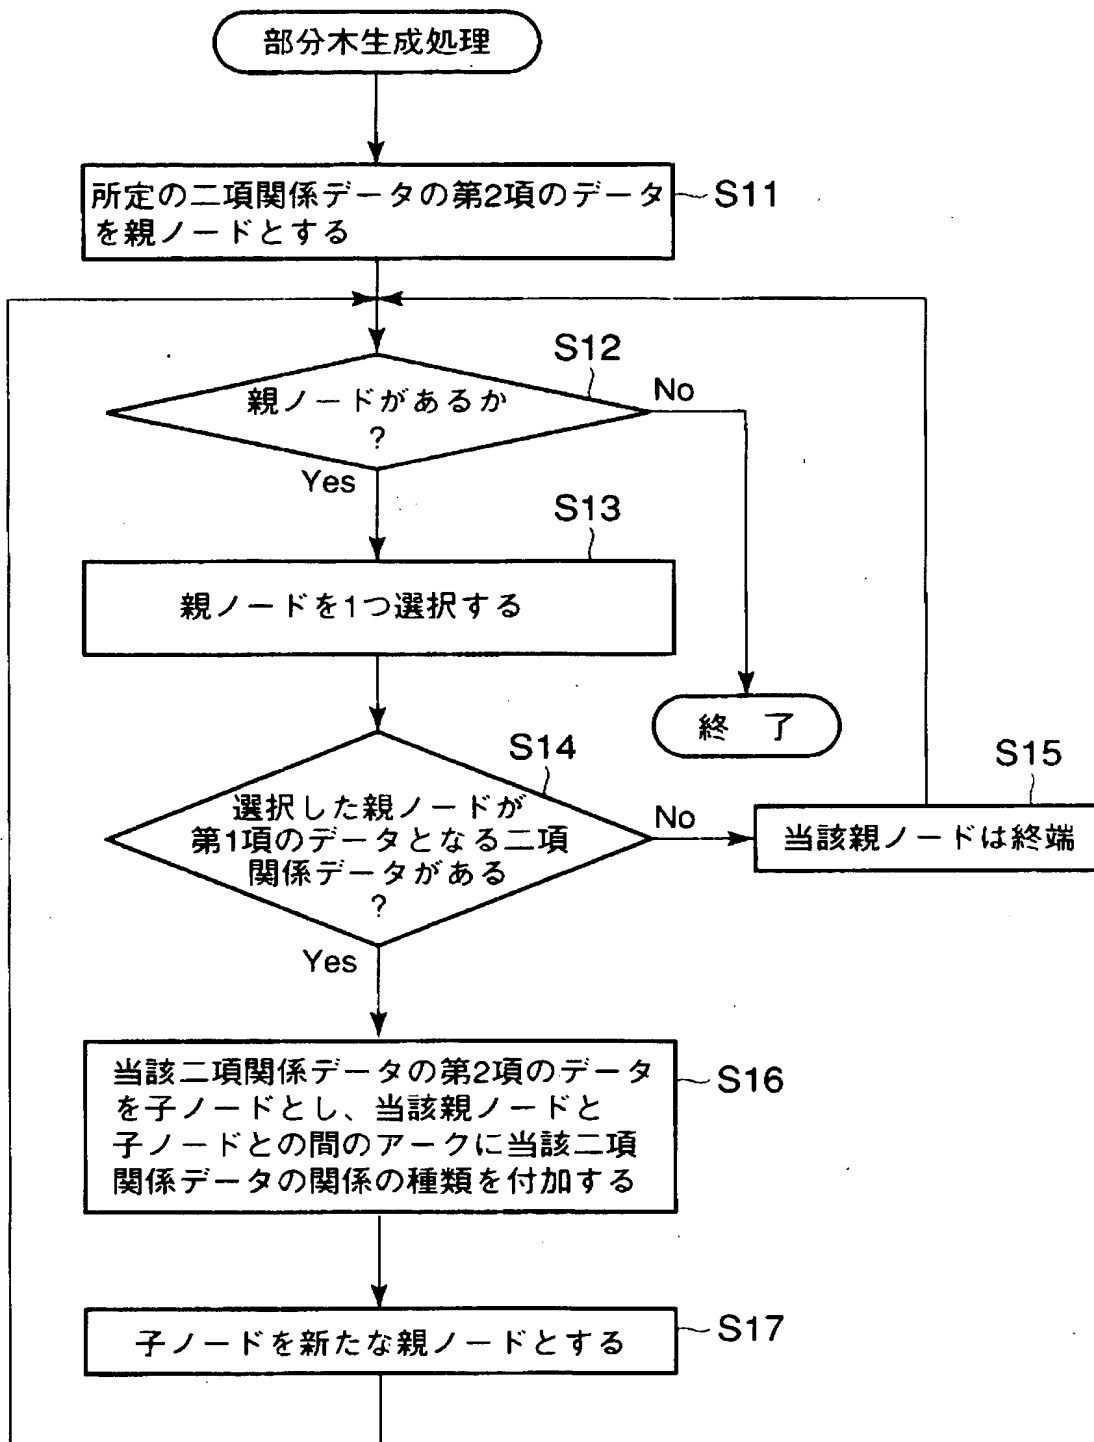 部分木生成処理
所定の二項関係データの第2項のデータ
を親ノードとする
S11
S12
親ノードがあるか
?
No
Yes
S13
親ノードを1つ選択する
終 了
S14
選択した親ノードが
第1項のデータとなる二項
関係データがある
?
No
S15
当該親ノードは終端
Yes
当該二項関係データの第2項のデータ
を子ノードとし、当該親ノードと
子ノードとの間のアークに当該二項
関係データの関係の種類を付加する
S16
子ノードを新たな親ノードとする
S17